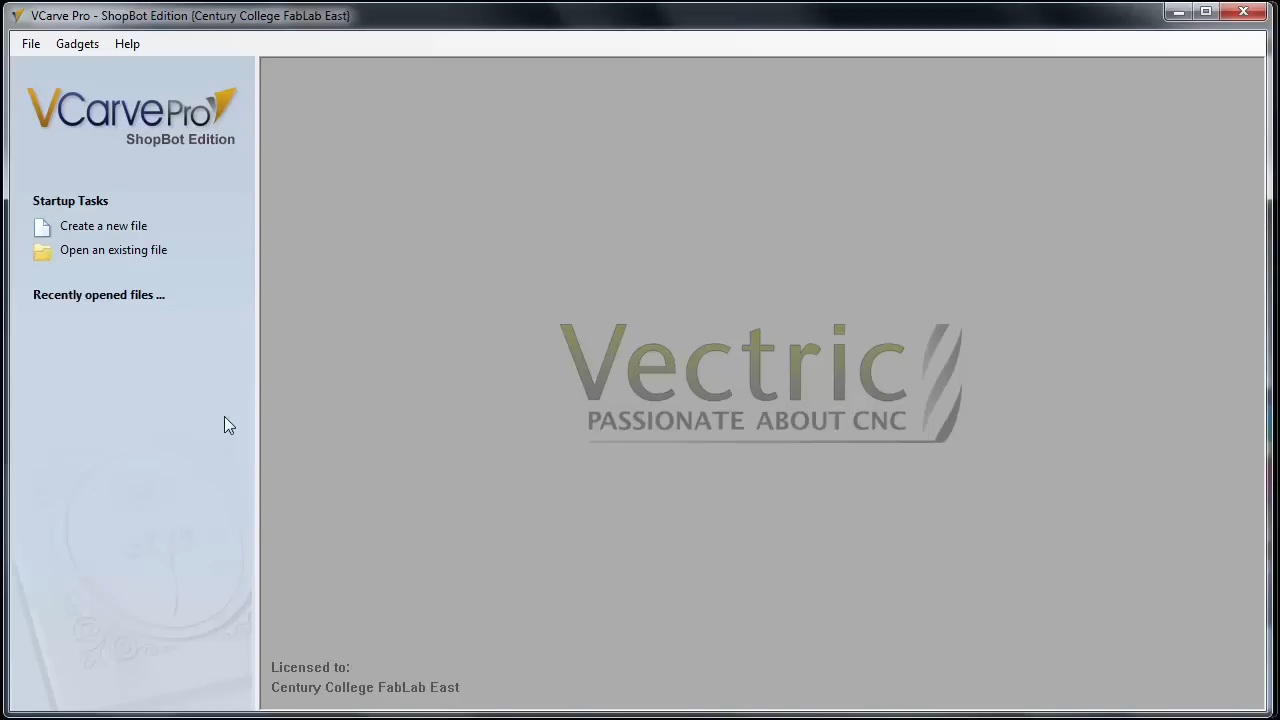 VCarve Pro - ShopBot Edition {Century College FabLab East}
File Gadgets Help
VCarve Pro
ShopBot Edition
Startup Tasks
Create a new file
Open an existing file
Recently opened files ...
Vectric
PASSIONATE ABOUT CNC
Licensed to:
Century College FabLab East